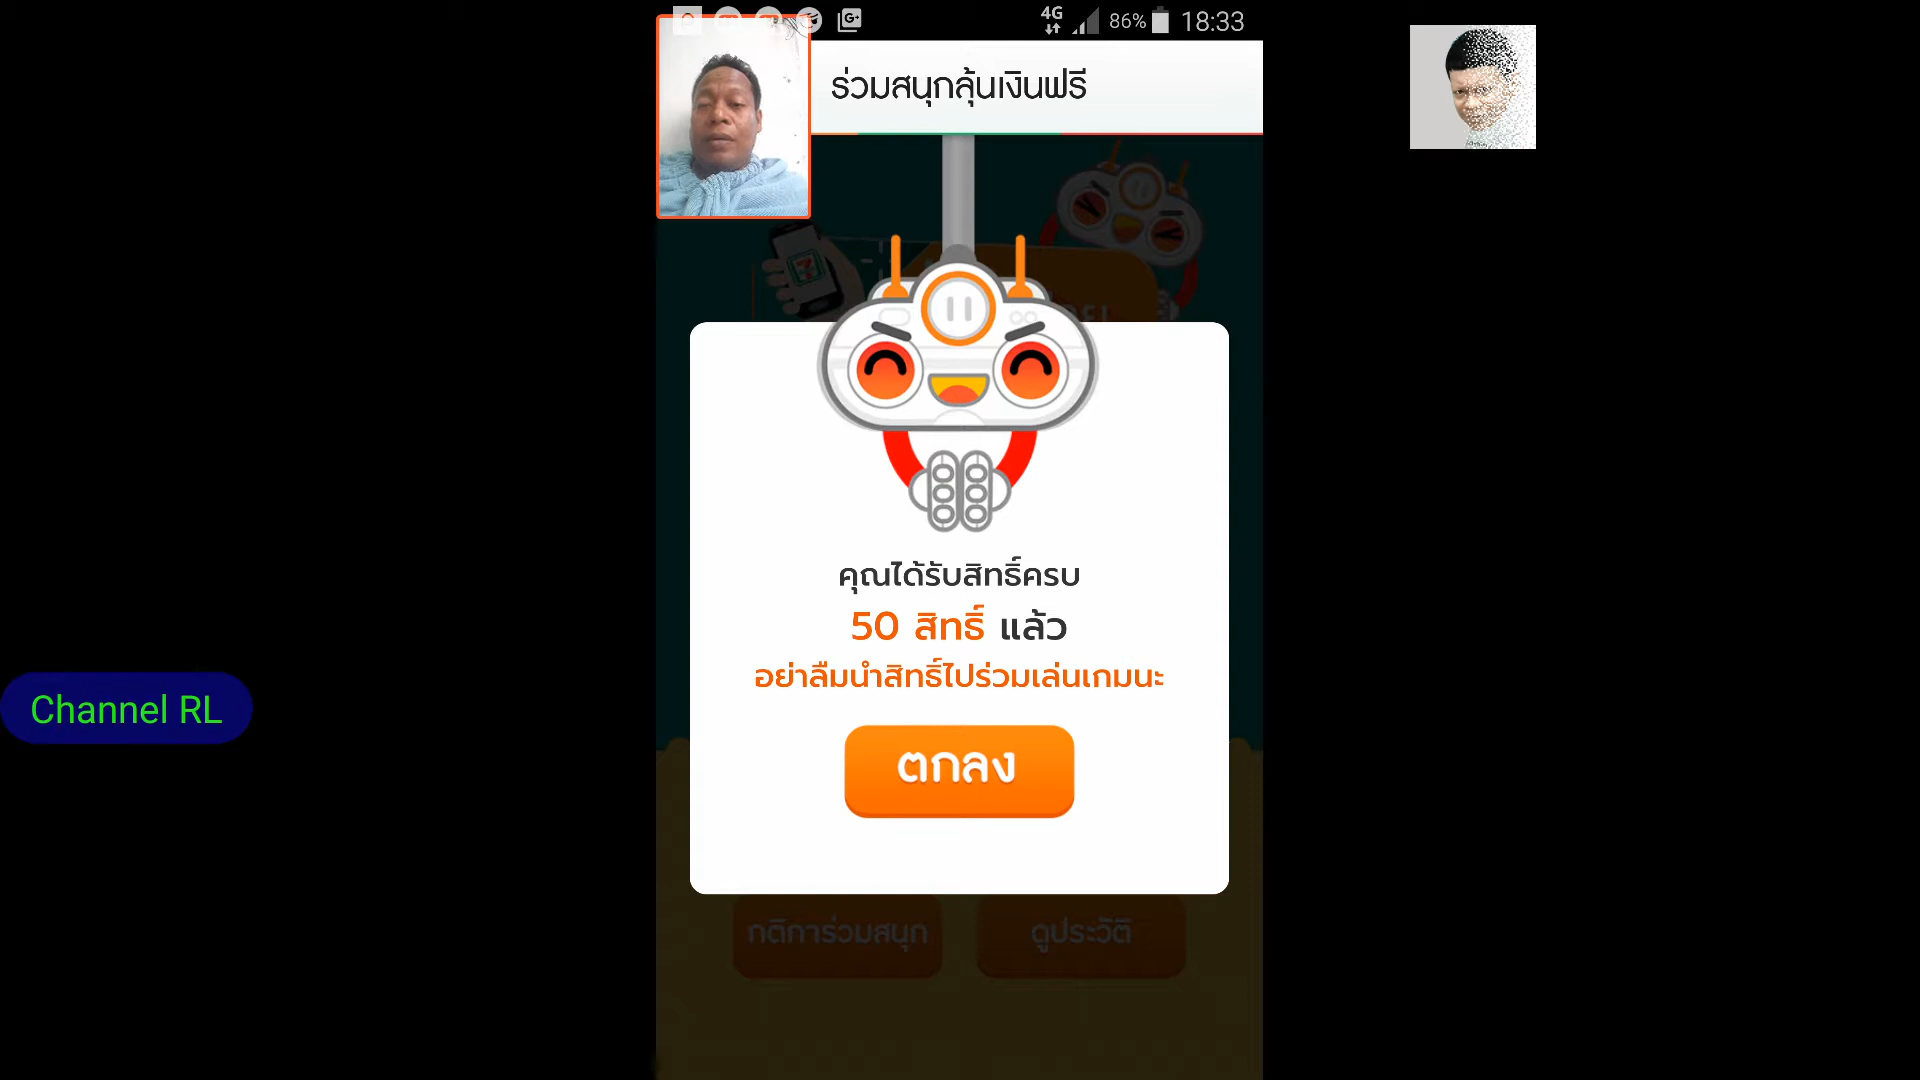 4G 86% 18:33
ร่วมสนุกลุ้นเงินฟรี
7
คุณได้รับสิทธิ์ครบ
50 สิทธิ์ แล้ว
อย่าลืมนำสิทธิ์ไปร่วมเล่นเกมนะ
ตกลง
Channel RL
กติการ่วมสนุก ดูประวัติ